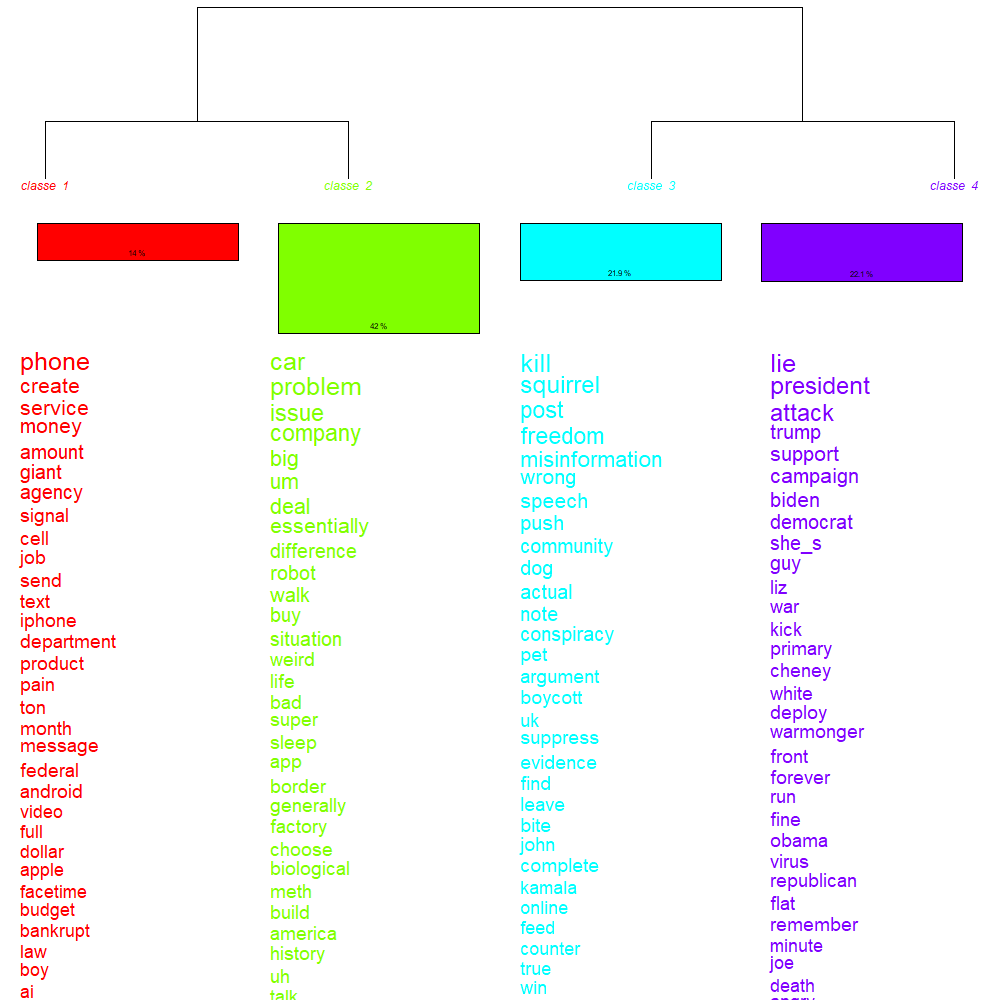 classe 1
classe 2
classe 3
classe 4
14 %
42 %
21.9 %
22.1 %
phone
create
service
money
amount
giant
agency
signal
cell
job
send
text
iphone
department
product
pain
ton
month
message
federal
android
video
full
dollar
apple
facetime
budget
bankrupt
law
boy
ai
car
problem
issue
company
big
um
deal
essentially
difference
robot
walk
buy
situation
weird
life
bad
super
sleep
app
border
generally
factory
choose
biological
meth
build
america
history
uh
talk
kill
squirrel
post
freedom
misinformation
wrong
speech
push
community
dog
actual
note
conspiracy
pet
argument
boycott
uk
suppress
evidence
find
leave
bite
john
complete
kamala
online
feed
counter
true
win
lie
president
attack
trump
support
campaign
biden
democrat
she_s
guy
liz
war
kick
primary
cheney
white
deploy
warmonger
front
forever
run
fine
obama
virus
republican
flat
remember
minute
joe
death